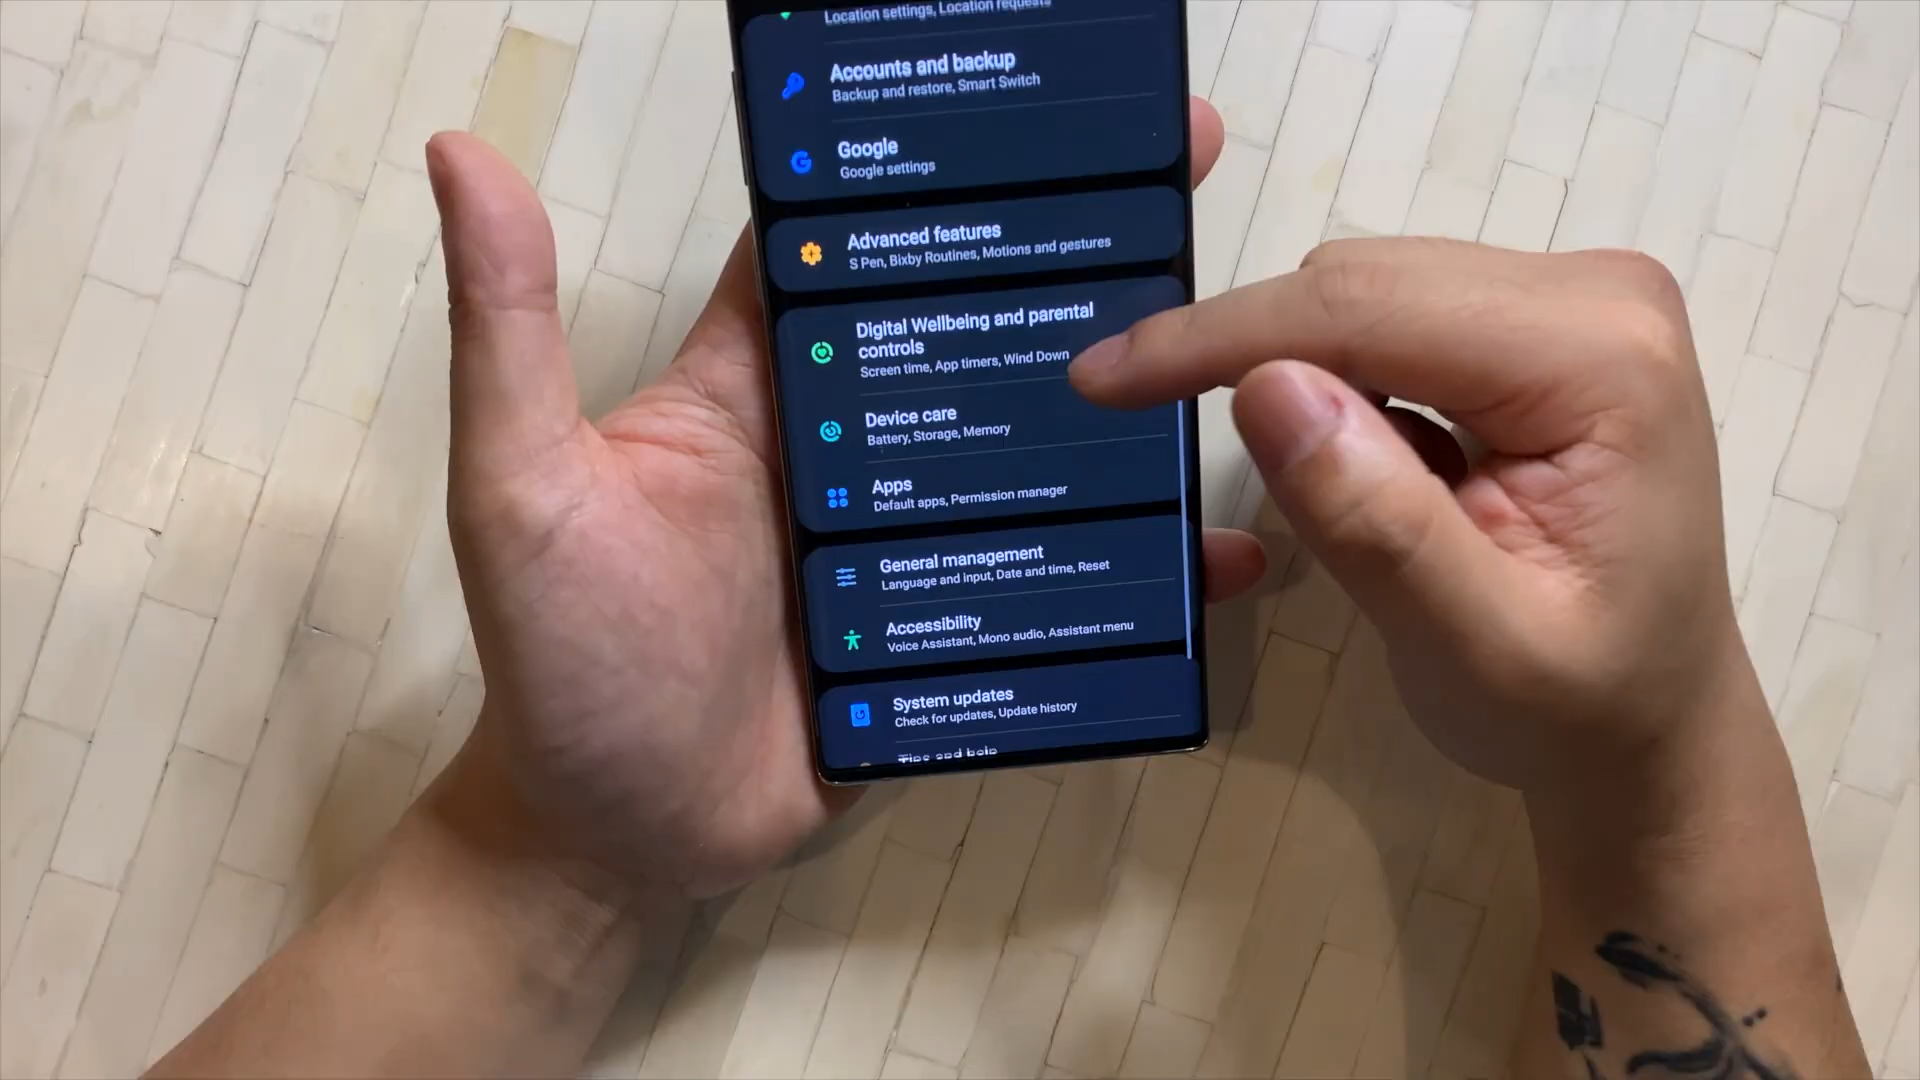 Location settings, Location requests
Accounts and backup
Backup and restore, Smart Switch
Google
Google settings
Advanced features
S Pen, Bixby Routines, Motions and gestures
Digital Wellbeing and parental
controls
Screen time, App timers, Wind Down
Device care
Battery, Storage, Memory
Apps
Default apps, Permission manager
General management
Language and input, Date and time, Reset
Accessibility
Voice Assistant, Mono audio, Assistant menu
System updates
Check for updates, Update history
Tips and help